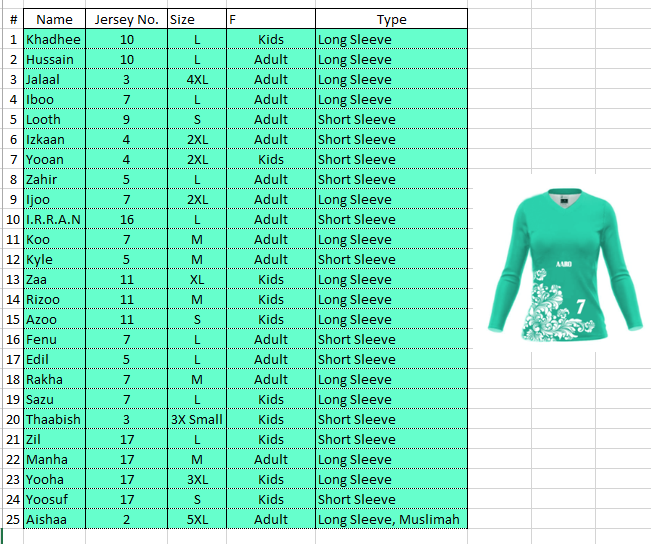 # Name Jersey No. Size F Type
1 Khadhee 10 L Kids Long Sleeve
2 Hussain 10 L Adult Long Sleeve
3 Jalaal 3 4XL Adult Long Sleeve
4 Iboo 7 L Adult Long Sleeve
5 Looth 9 S Adult Short Sleeve
6 Izkaan 4 2XL Adult Short Sleeve
7 Yooan 4 2XL Kids Short Sleeve
8 Zahir 5 L Adult Short Sleeve
9 Ijoo 7 2XL Adult Long Sleeve
10 I.R.R.A.N 16 L Adult Short Sleeve
11 Koo 7 M Adult Long Sleeve
12 Kyle 5 M Adult Short Sleeve
13 Zaa 11 XL Kids Long Sleeve
14 Rizoo 11 M Kids Long Sleeve
15 Azoo 11 S Kids Long Sleeve
16 Fenu 7 L Adult Short Sleeve
17 Edil 5 L Adult Short Sleeve
18 Rakha 7 M Adult Long Sleeve
19 Sazu 7 L Kids Long Sleeve
20 Thaabish 3 3X Small Kids Short Sleeve
21 Zil 17 L Kids Short Sleeve
22 Manha 17 M Adult Long Sleeve
23 Yooha 17 3XL Kids Long Sleeve
24 Yoosuf 17 S Kids Short Sleeve
25 Aishaa 2 5XL Adult Long Sleeve, Muslimah
7